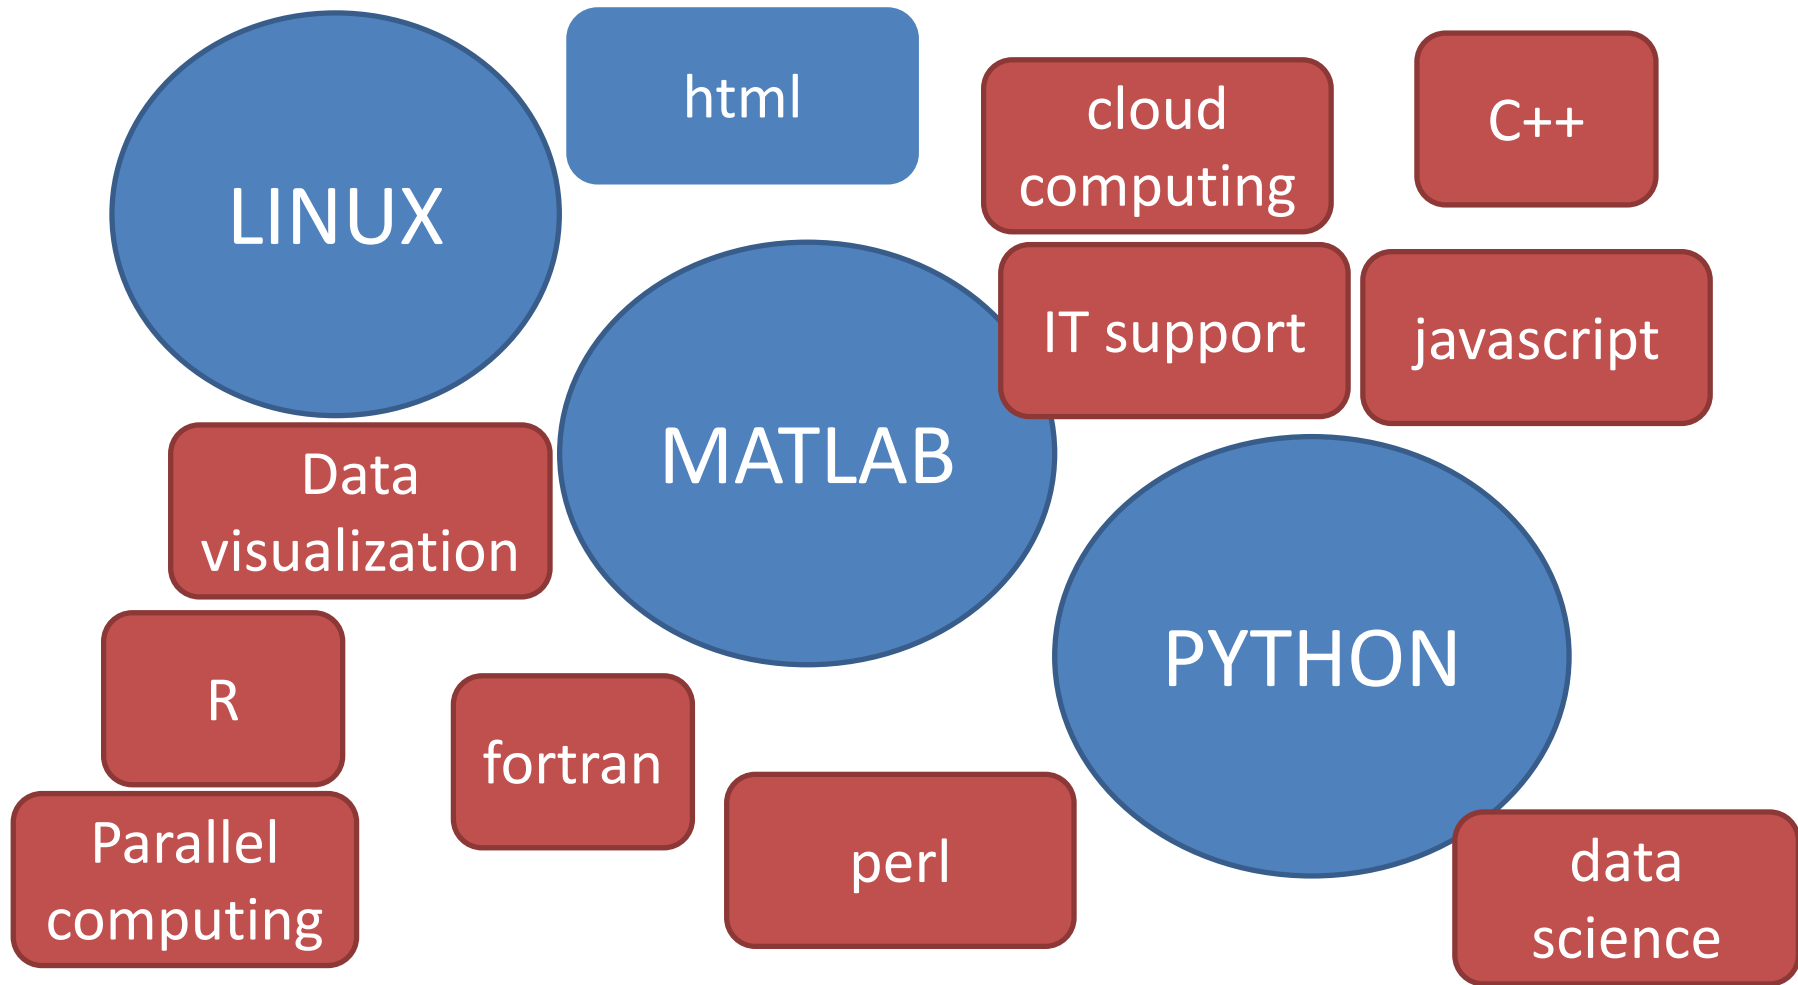 html
cloud
computing
C++
LINUX
IT support
javascript
MATLAB
Data
visualization
PYTHON
R
fortran
Parallel
computing
perl
data
science